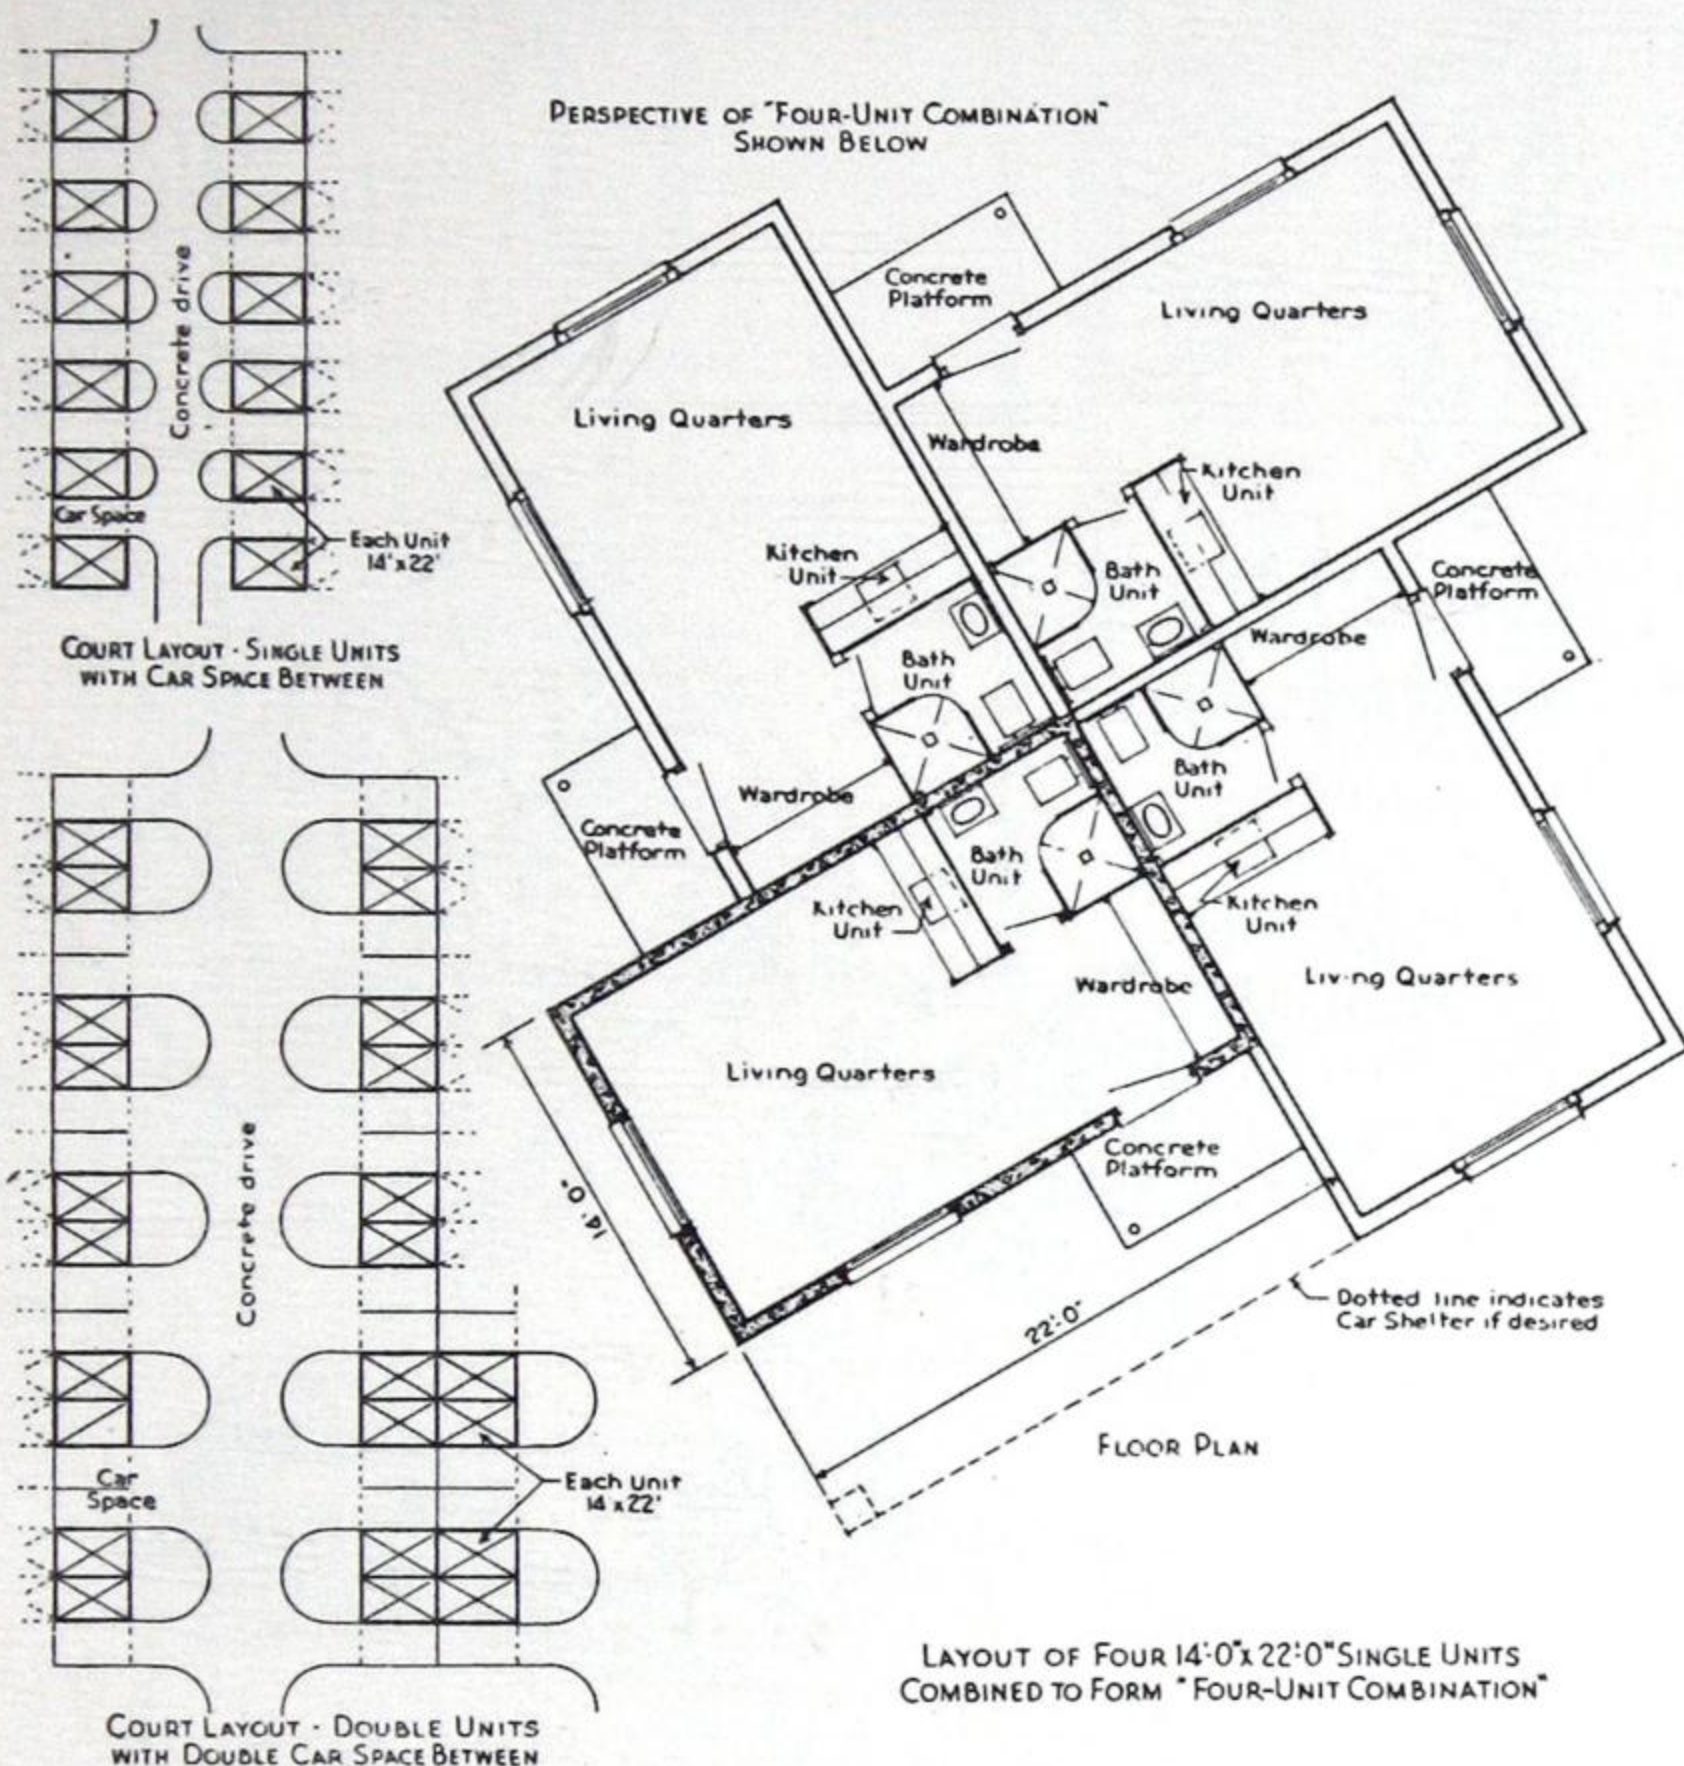 PERSPECTIVE OF "FOUR-UNIT COMBINATION"
SHOWN BELOW
Concrete drive
Car Space
Each Unit
14'x22'
COURT LAYOUT · SINGLE UNITS
WITH CAR SPACE BETWEEN
Concrete
Platform
Living Quarters
Living Quarters
Wardrobe
Kitchen
Unit
Kitchen
Unit
Bath
Unit
Concrete
Platform
Wardrobe
Bath
Unit
Bath
Unit
Wardrobe
Concrete
Platform
Bath
Unit
Kitchen
Unit
Kitchen
Unit
Wardrobe
Living Quarters
Living Quarters
Concrete
Platform
14'-0"
22'-0"
Dotted line indicates
Car Shelter if desired
FLOOR PLAN
Concrete drive
Car
Space
Each Unit
14 x 22'
COURT LAYOUT · DOUBLE UNITS
WITH DOUBLE CAR SPACE BETWEEN
LAYOUT OF FOUR 14'-0" x 22'-0" SINGLE UNITS
COMBINED TO FORM "FOUR-UNIT COMBINATION"